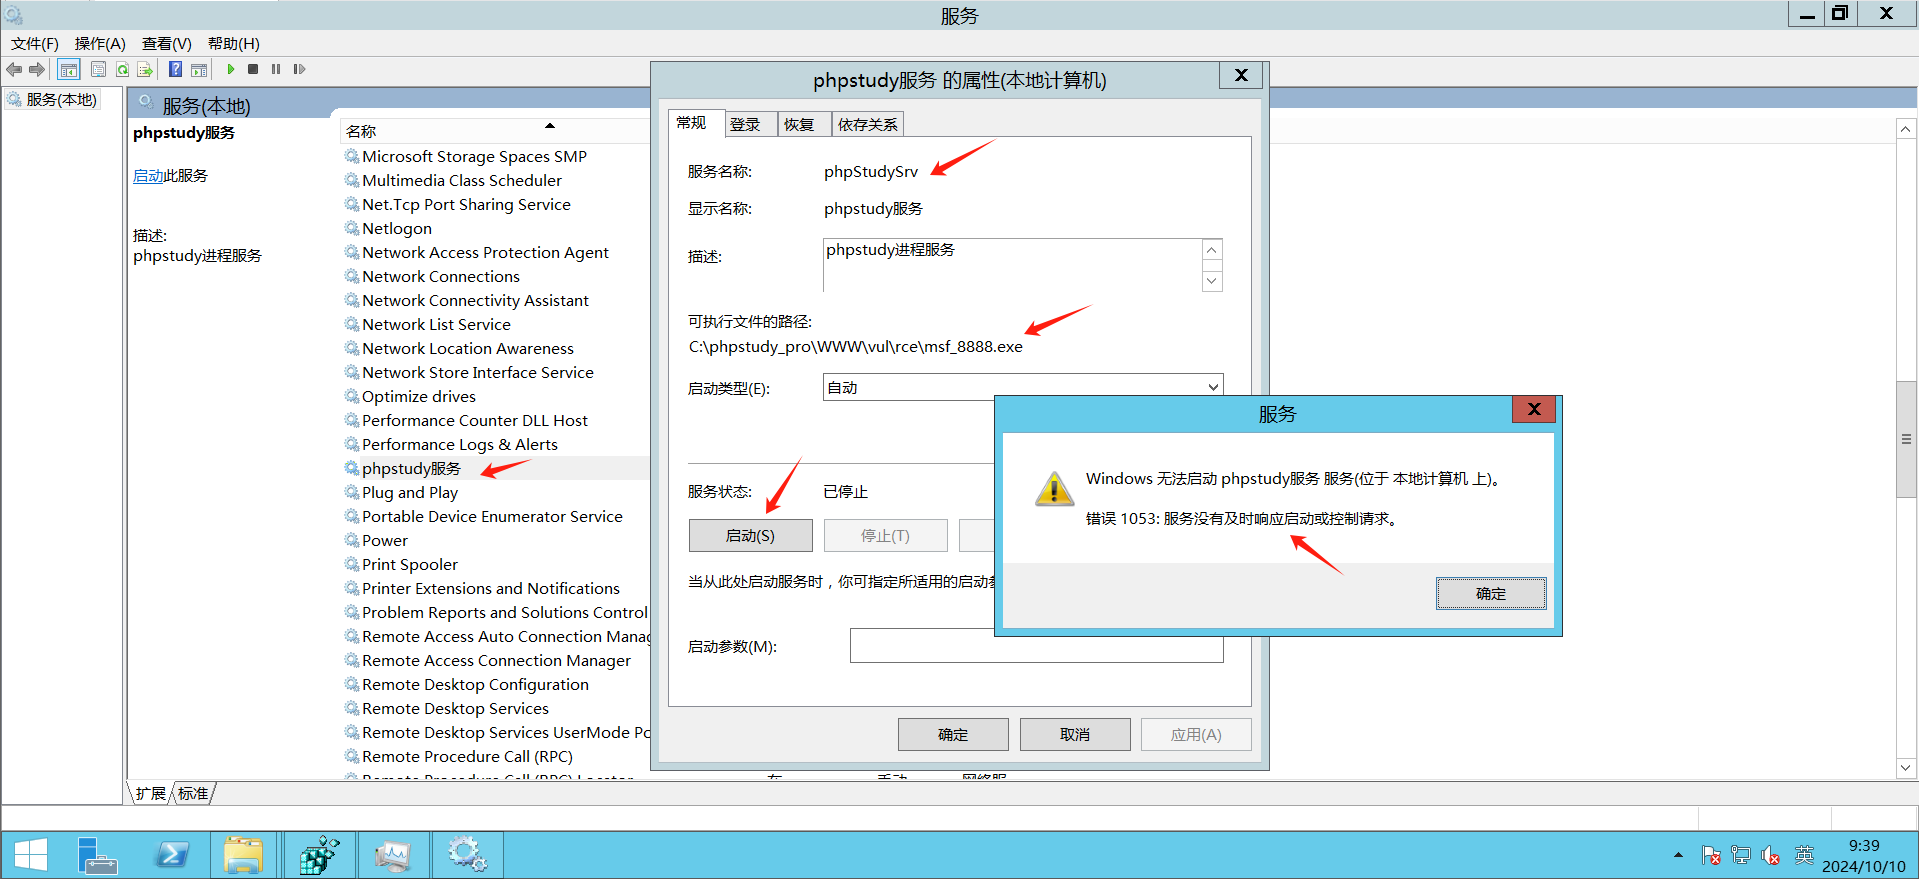 服务
文件(F) 操作(A) 查看(V) 帮助(H)
服务(本地)
服务(本地)
phpstudy服务
启动此服务
描述:
phpstudy进程服务
名称
Microsoft Storage Spaces SMP
Multimedia Class Scheduler
Net.Tcp Port Sharing Service
Netlogon
Network Access Protection Agent
Network Connections
Network Connectivity Assistant
Network List Service
Network Location Awareness
Network Store Interface Service
Optimize drives
Performance Counter DLL Host
Performance Logs & Alerts
phpstudy服务
Plug and Play
Portable Device Enumerator Service
Power
Print Spooler
Printer Extensions and Notifications
Problem Reports and Solutions Control
Remote Access Auto Connection Manag
Remote Access Connection Manager
Remote Desktop Configuration
Remote Desktop Services
Remote Desktop Services UserMode Po
Remote Procedure Call (RPC)
Remote Procedure Call (RPC) Locator
手动 网络服
扩展 标准
phpstudy服务 的属性(本地计算机)
常规 登录 恢复 依存关系
服务名称: phpStudySrv
显示名称: phpstudy服务
描述: phpstudy进程服务
可执行文件的路径:
C:\phpstudy_pro\WWW\vul\rce\msf_8888.exe
启动类型(E): 自动
服务状态: 已停止
启动(S) 停止(T)
当从此处启动服务时，你可指定所适用的启动参
启动参数(M):
确定 取消 应用(A)
服务
Windows 无法启动 phpstudy服务 服务(位于 本地计算机 上)。
错误 1053: 服务没有及时响应启动或控制请求。
确定
英
9:39
2024/10/10